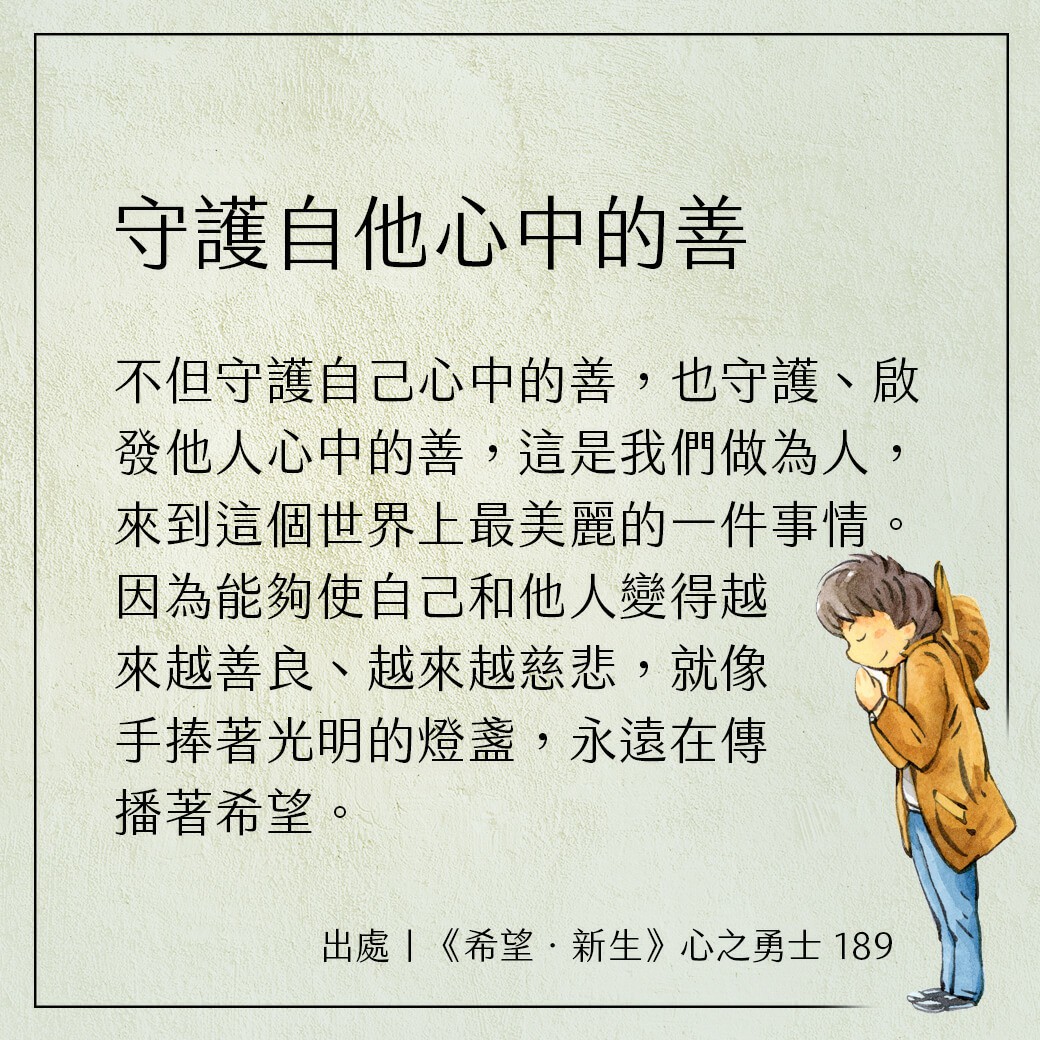 守護自他心中的善
不但守護自己心中的善，也守護、啟
發他人心中的善，這是我們做為人，
來到這個世界上最美麗的一件事情。
因為能夠使自己和他人變得越
來越善良、越來越慈悲，就像
手捧著光明的燈盞，永遠在傳
播著希望。
出處｜《希望．新生》心之勇士 189